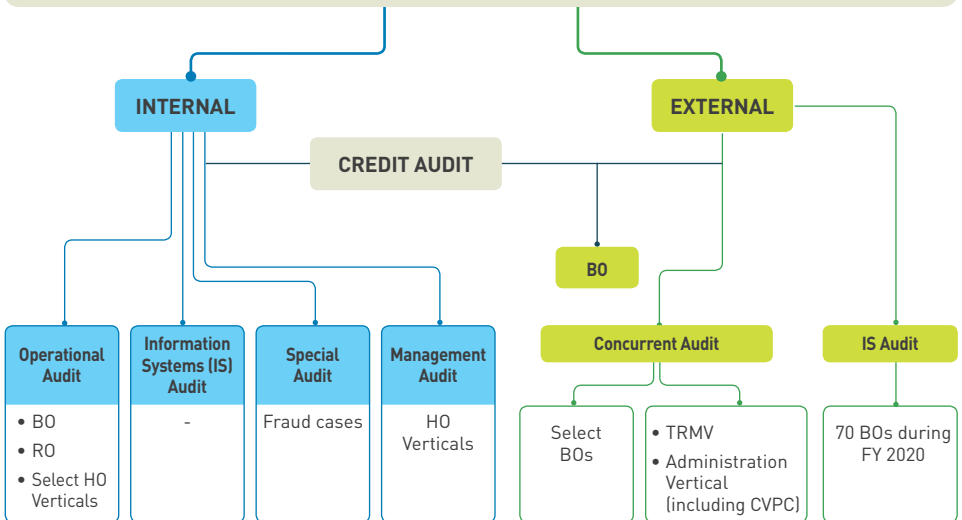 INTERNAL
EXTERNAL
CREDIT AUDIT
BO
Operational
Audit
• BO
• RO
• Select HO
Verticals
Information
Systems (IS)
Audit
-
Special
Audit
Fraud cases
Management
Audit
HO
Verticals
Concurrent Audit
Select
BOs
• TRMV
• Administration
Vertical
(including CVPC)
IS Audit
70 BOs during
FY 2020